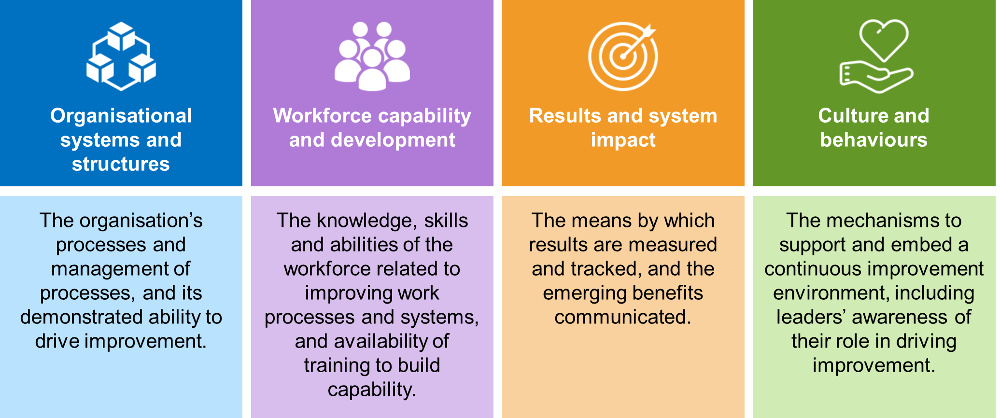 Organisational
systems and
structures
Workforce capability
and development
Results and system
impact
Culture and
behaviours
The organisation’s
processes and
management of
processes, and its
demonstrated ability to
drive improvement.
The knowledge, skills
and abilities of the
workforce related to
improving work
processes and systems,
and availability of
training to build
capability.
The means by which
results are measured
and tracked, and the
emerging benefits
communicated.
The mechanisms to
support and embed a
continuous improvement
environment, including
leaders’ awareness of
their role in driving
improvement.